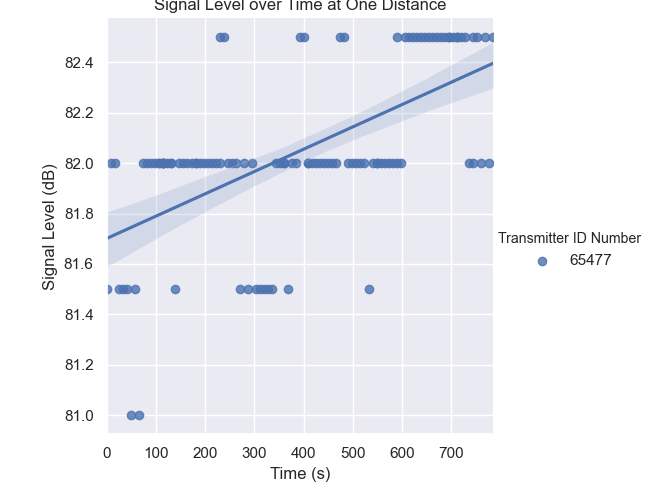 Signal Level over Time at One Distance
82.4
82.2
82.0
81.8
81.6
81.4
81.2
81.0
Signal Level (dB)
0 100 200 300 400 500 600 700
Time (s)
Transmitter ID Number
65477